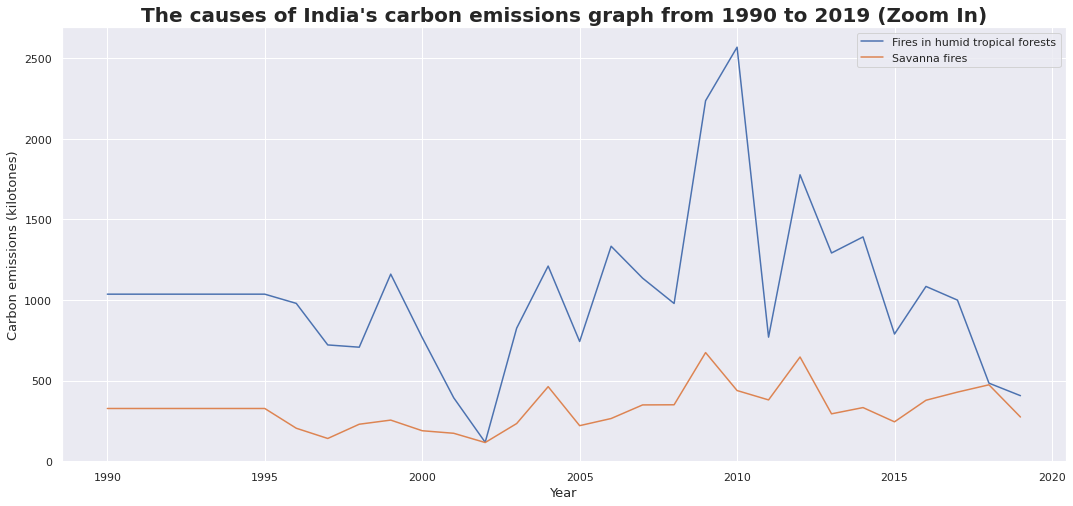 The causes of India's carbon emissions graph from 1990 to 2019 (Zoom In)
Fires in humid tropical forests
Savanna fires
Carbon emissions (kilotones)
2500
2000
1500
1000
500
0
1990
1995
2000
2005
2010
2015
2020
Year